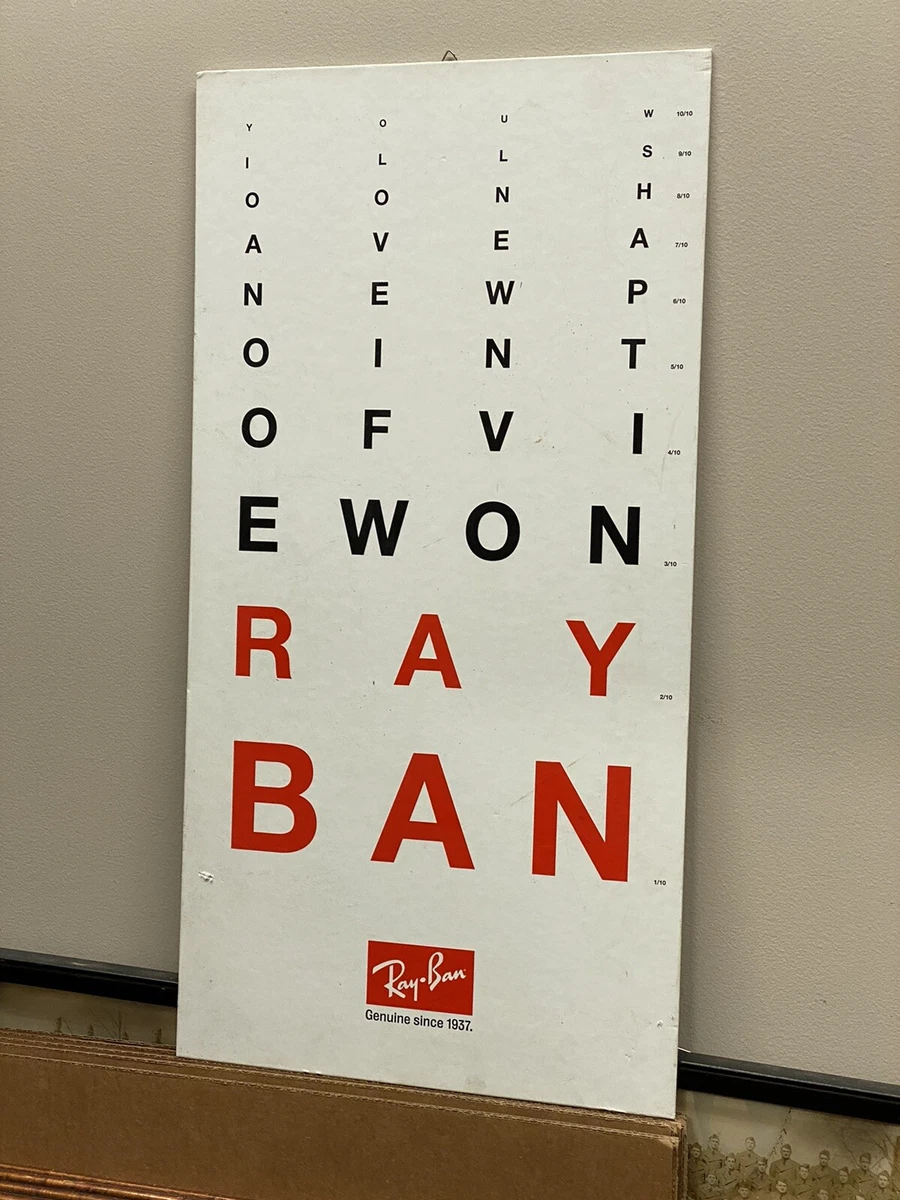 Y O U W 10/10
I L L S 9/10
O O N H 8/10
A V E A 7/10
N E W P 6/10
O I N T 5/10
O F V I 4/10
E W O N 3/10
R A Y 2/10
B A N 1/10
Ray-Ban
Genuine since 1937.